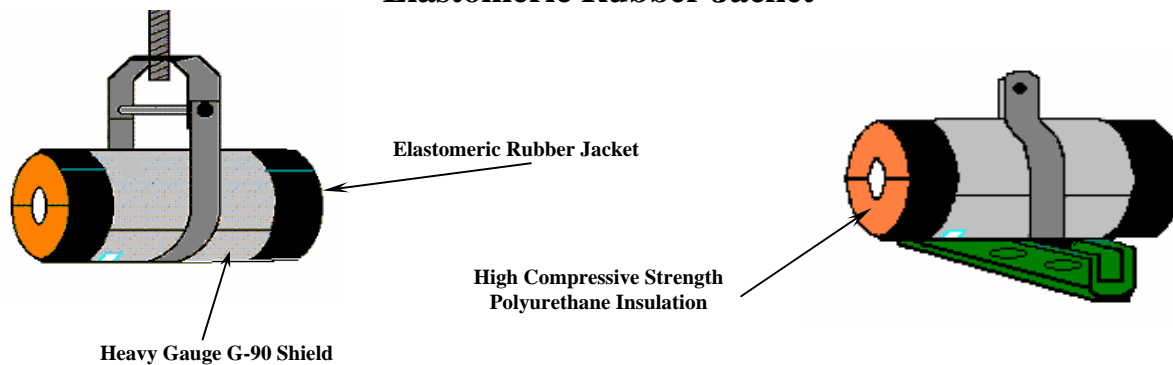 Elastomeric Rubber Jacket
Elastomeric Rubber Jacket
High Compressive Strength
Polyurethane Insulation
Heavy Gauge G-90 Shield